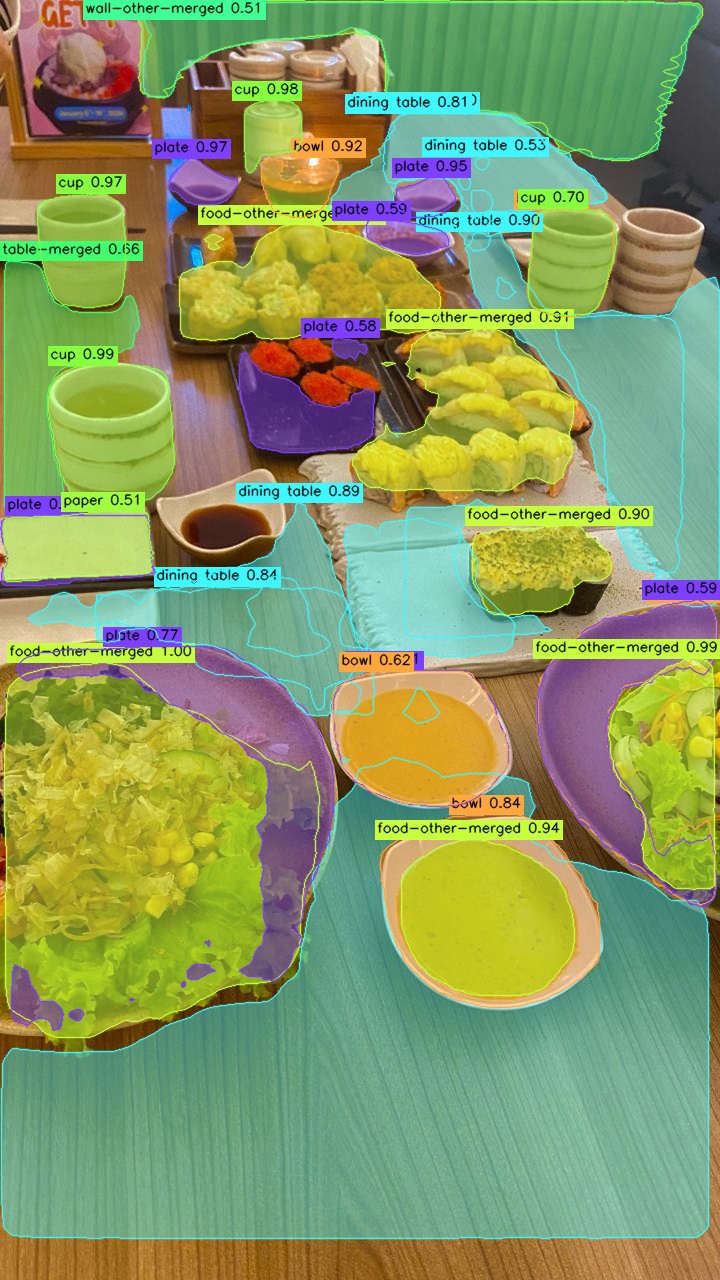 wall-other-merged 0.51
GET
cup 0.98
dining table 0.81
plate 0.97
bowl 0.92
dining table 0.53
plate 0.95
cup 0.97
cup 0.70
food-other-merge
plate 0.59
dining table 0.90
table-merged 0.66
food-other-merged 0.91
plate 0.58
cup 0.99
dining table 0.89
plate 0.
paper 0.51
food-other-merged 0.90
dining table 0.84
plate 0.59
plate 0.77
food-other-merged 1.00
food-other-merged 0.99
bowl 0.62
bowl 0.84
food-other-merged 0.94